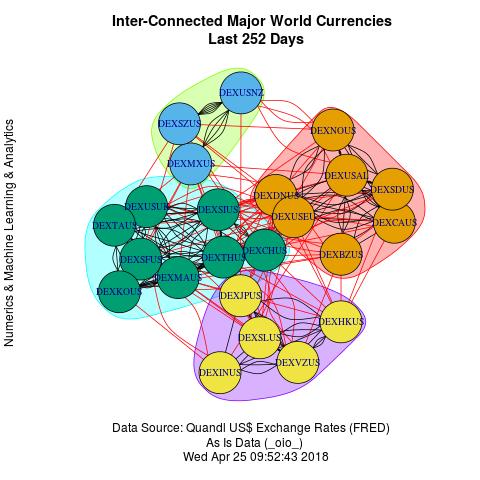 Inter-Connected Major World Currencies
Last 252 Days
Numerics & Machine Learning & Analytics
DEXUSNZ
DEXSZUS
DEXNOUS
DEXMXUS
DEXUSAL
DEXSDUS
DEXDNUS
DEXUSUK
DEXSIUS
DEXUSEU
DEXCAUS
DEXTAUS
DEXCHUS
DEXBZUS
DEXTHUS
DEXSFUS
DEXMAUS
DEXKOUS
DEXJPUS
DEXHKUS
DEXSLUS
DEXVZUS
DEXINUS
Data Source: Quandl US$ Exchange Rates (FRED)
As Is Data (_oio_)
Wed Apr 25 09:52:43 2018